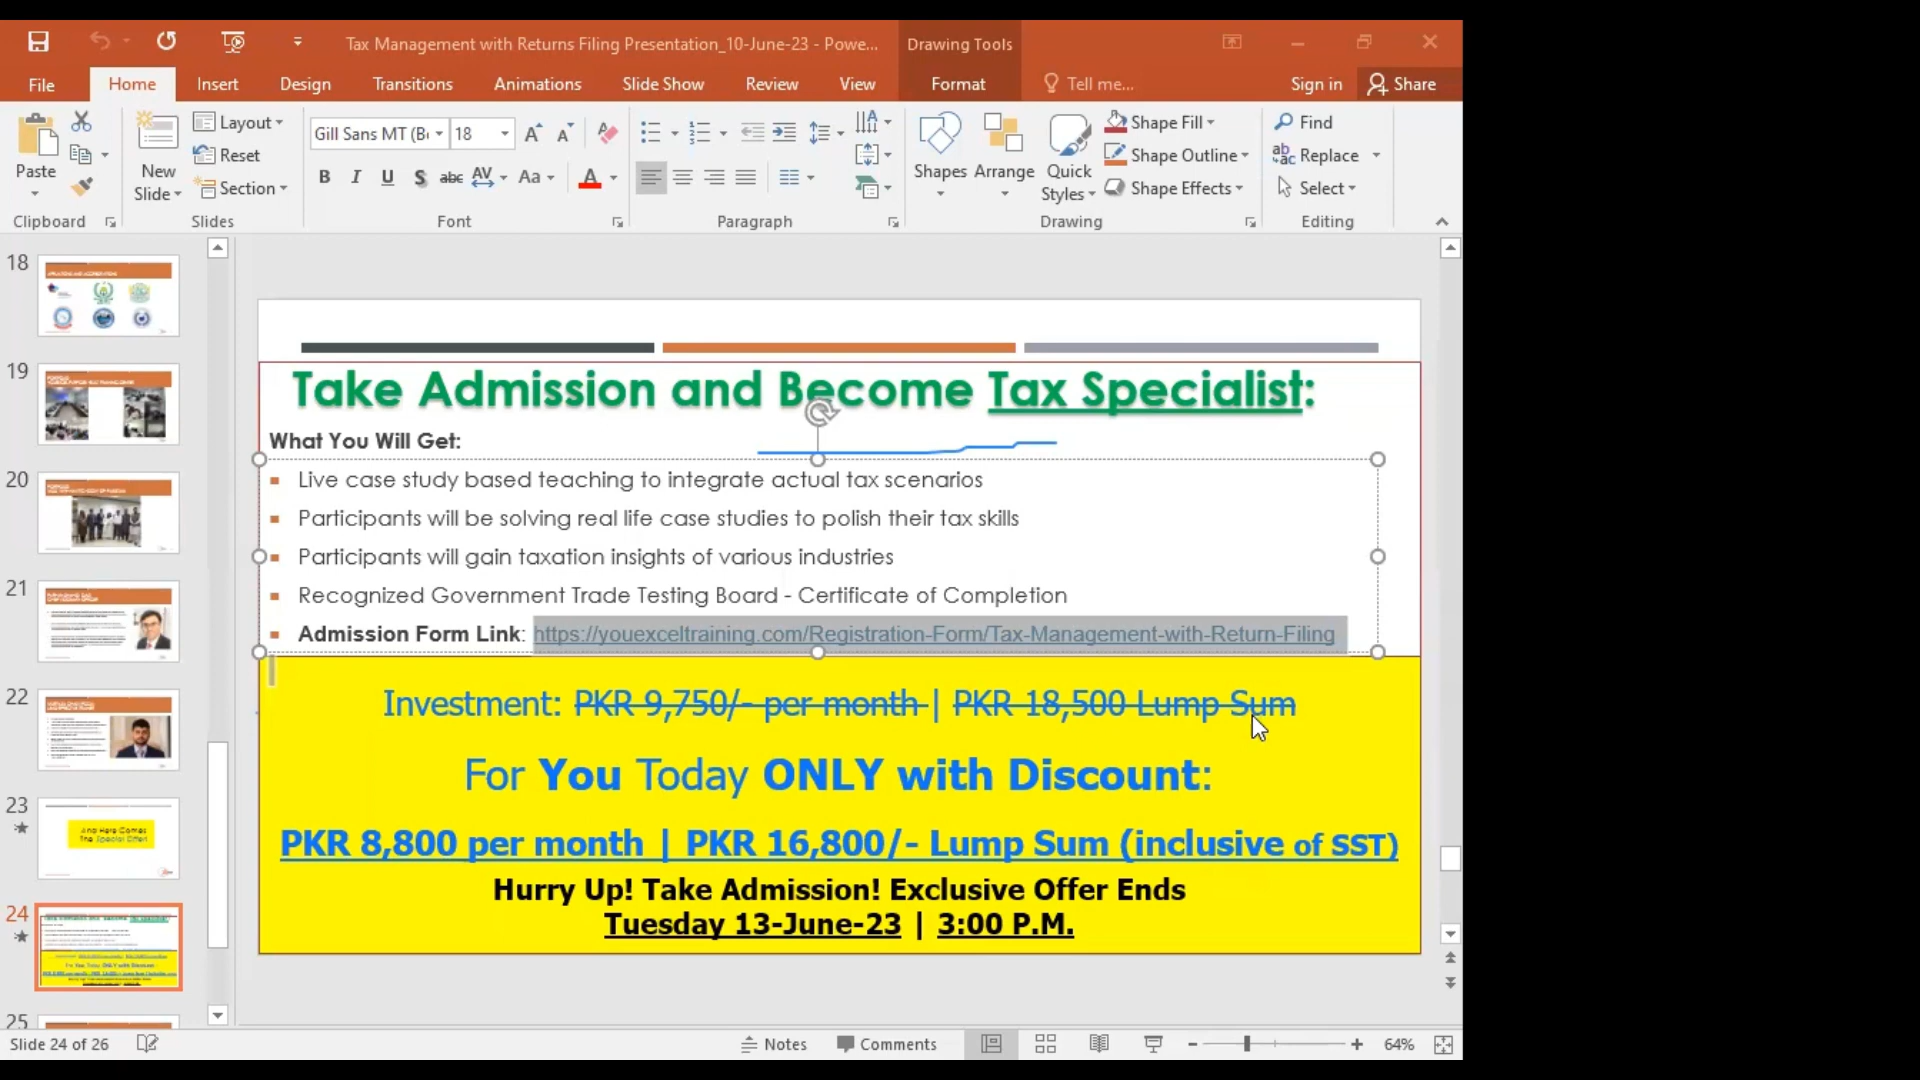 Tax Management with Returns Filing Presentation_10-June-23 - Powe...
Drawing Tools
File Home Insert Design Transitions Animations Slide Show Review View Format Tell me... Sign in Share
Paste
Clipboard
New Slide
Layout
Reset
Section
Slides
Gill Sans MT (B 18
B I U S abc AV Aa A
Font
Paragraph
Shapes Arrange Quick Styles
Shape Fill
Shape Outline
Shape Effects
Drawing
Find
Replace
Select
Editing
18
19
20
21
22
23
And Here Comes
The Special Offer!
24
25
Take Admission and Become Tax Specialist:
What You Will Get:
Live case study based teaching to integrate actual tax scenarios
Participants will be solving real life case studies to polish their tax skills
Participants will gain taxation insights of various industries
Recognized Government Trade Testing Board - Certificate of Completion
Admission Form Link: https://youexceltraining.com/Registration-Form/Tax-Management-with-Return-Filing
Investment: PKR 9,750/- per month | PKR 18,500 Lump Sum
For You Today ONLY with Discount:
PKR 8,800 per month | PKR 16,800/- Lump Sum (inclusive of SST)
Hurry Up! Take Admission! Exclusive Offer Ends
Tuesday 13-June-23 | 3:00 P.M.
Slide 24 of 26
Notes
Comments
64%